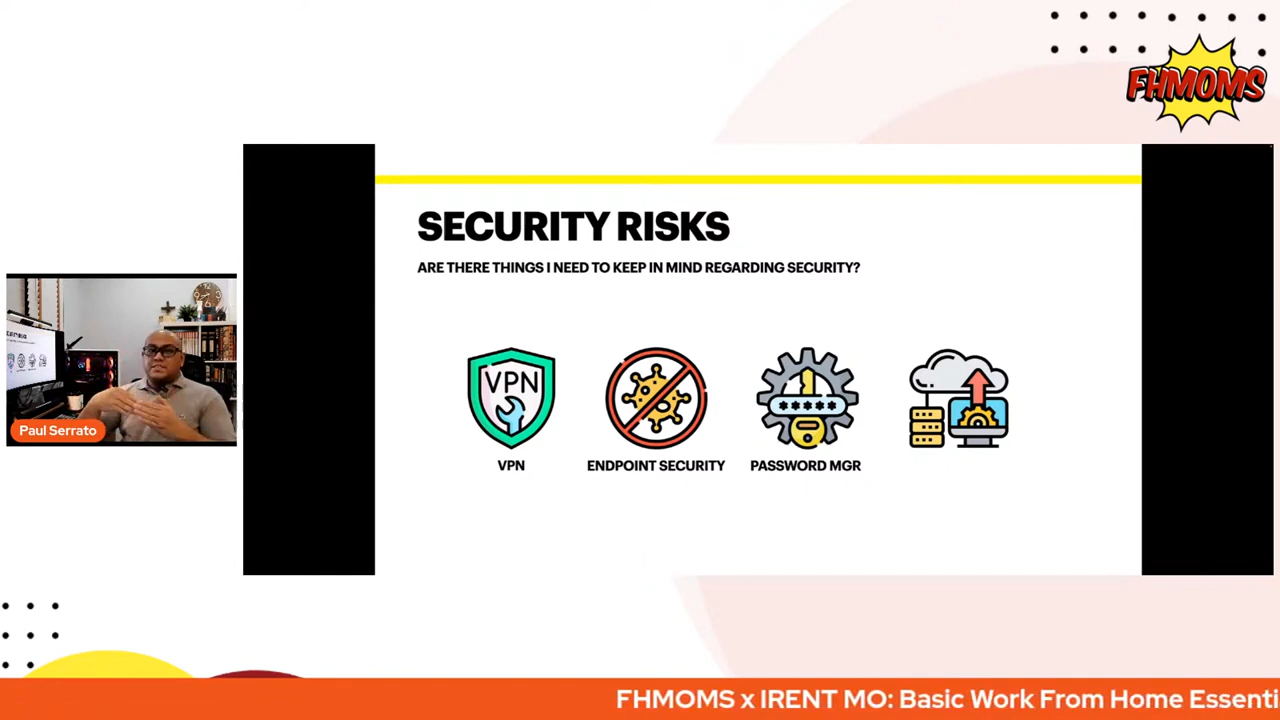 FHMOMS
SECURITY RISKS
ARE THERE THINGS I NEED TO KEEP IN MIND REGARDING SECURITY?
VPN
*****
VPN
ENDPOINT SECURITY
PASSWORD MGR
Paul Serrato
FHMOMS x IRENT MO: Basic Work From Home Essenti